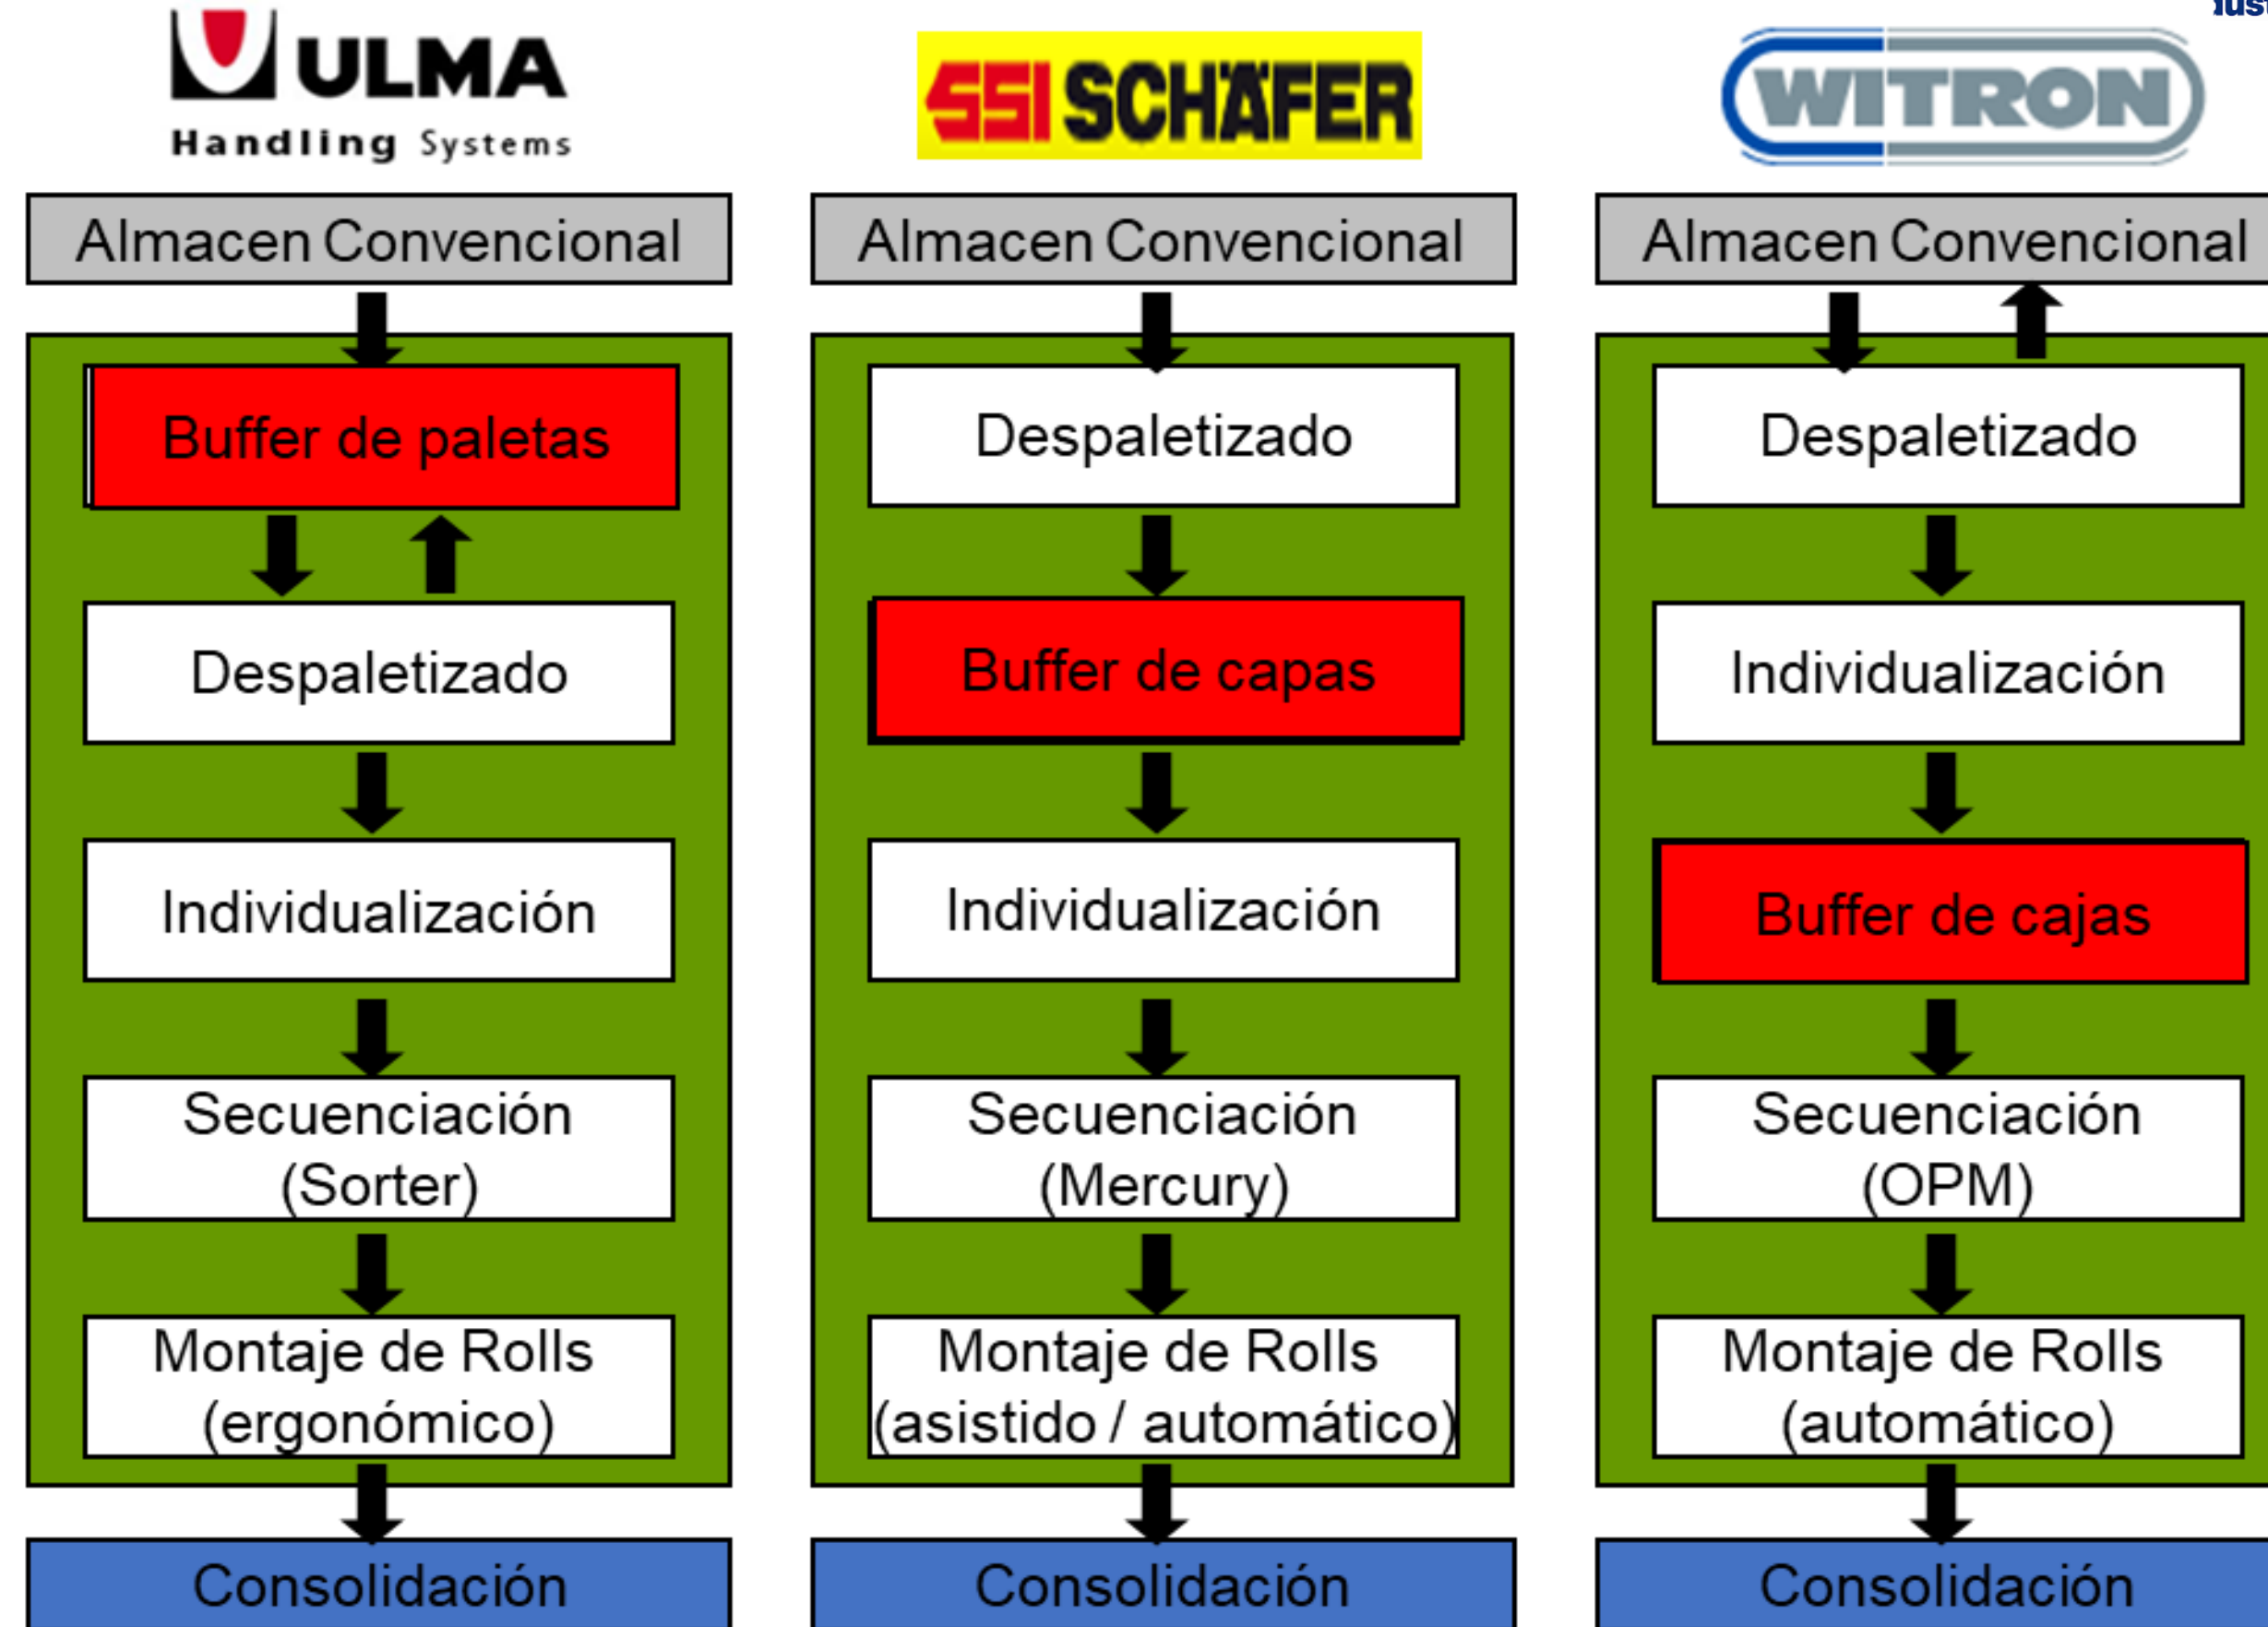 ULMA
Handling Systems
Almacen Convencional
Buffer de paletas
Despaletizado
Individualización
Secuenciación
(Sorter)
Montaje de Rolls
(ergonómico)
Consolidación
SSI SCHÄFER
Almacen Convencional
Despaletizado
Buffer de capas
Individualización
Secuenciación
(Mercury)
Montaje de Rolls
(asistido / automático)
Consolidación
WITRON
Almacen Convencional
Despaletizado
Individualización
Buffer de cajas
Secuenciación
(OPM)
Montaje de Rolls
(automático)
Consolidación